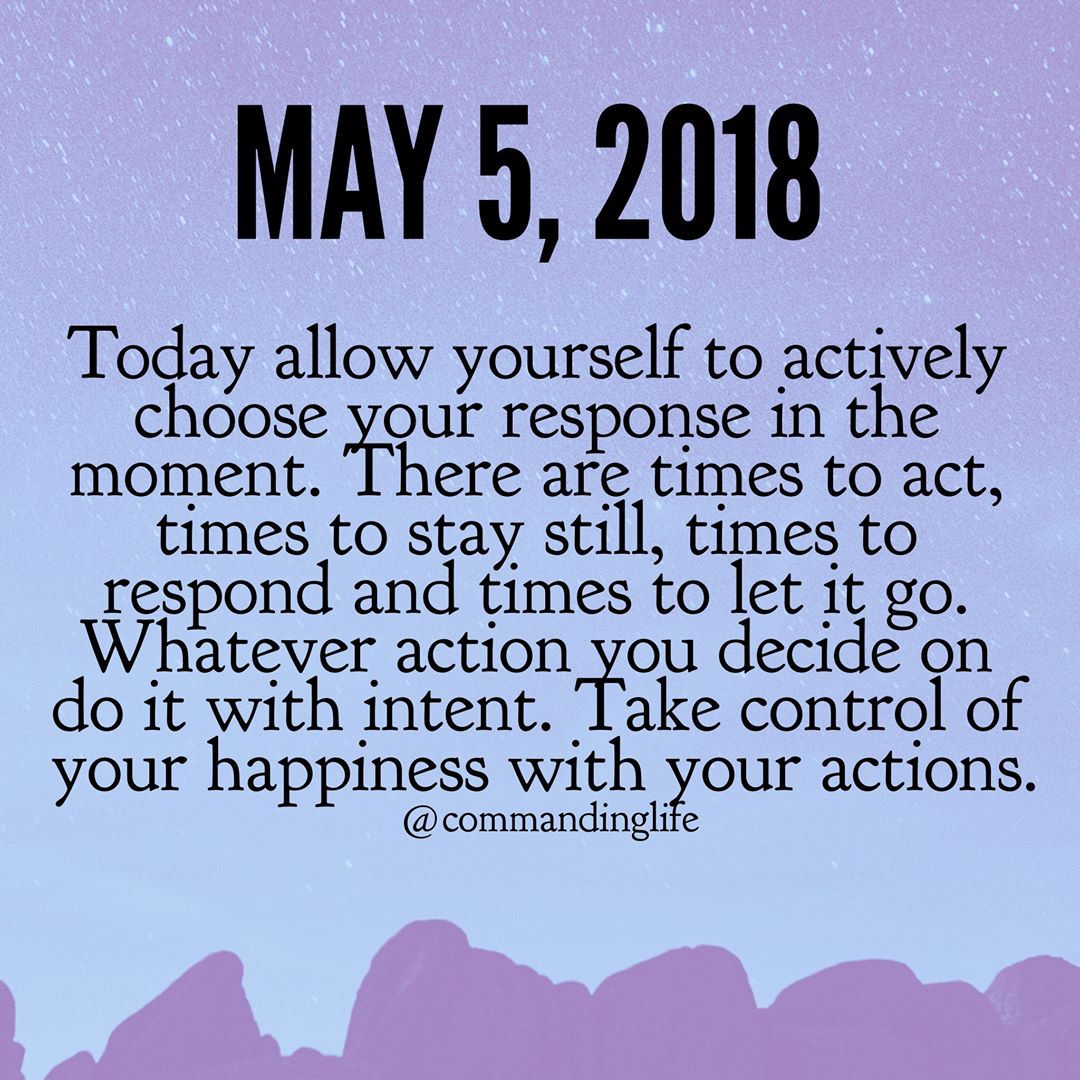 MAY 5, 2018
Today allow yourself to actively
choose your response in the
moment. There are times to act,
times to stay still, times to
respond and times to let it go.
Whatever action you decide on
do it with intent. Take control of
your happiness with your actions.
@commandinglife